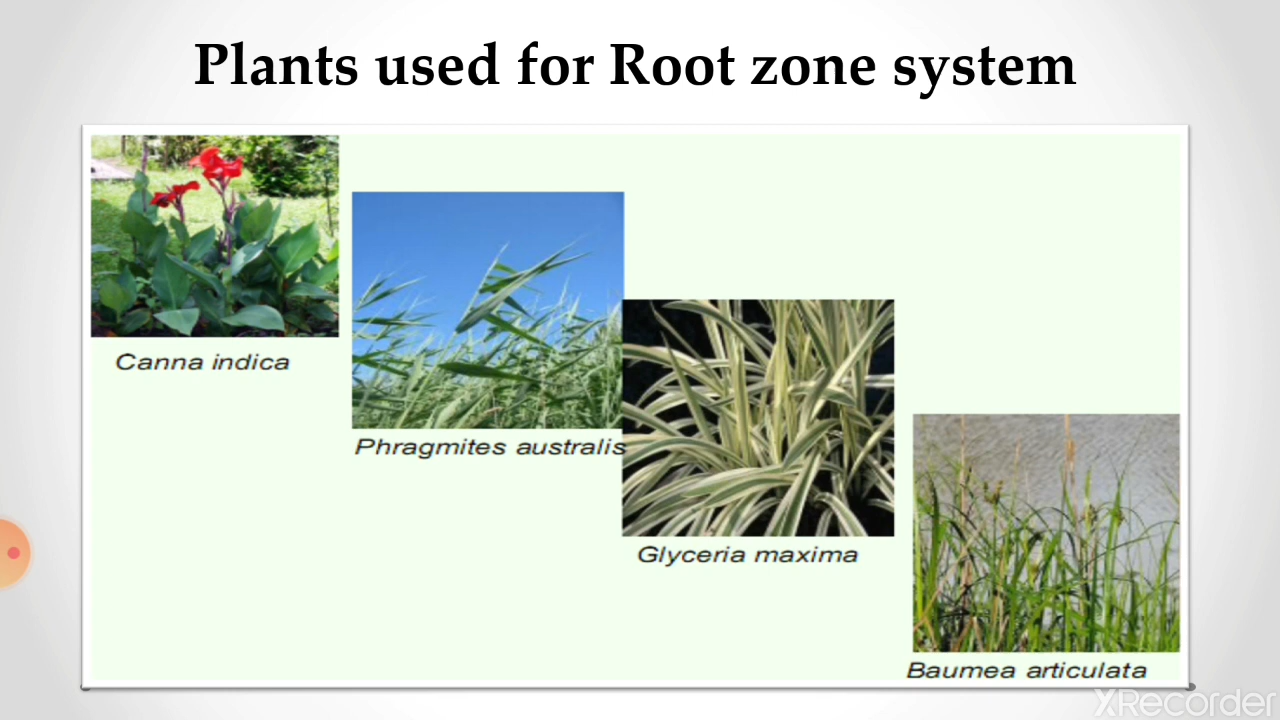 Plants used for Root zone system
Canna indica
Phragmites australis
Glyceria maxima
Baumea articulata
XRecorder